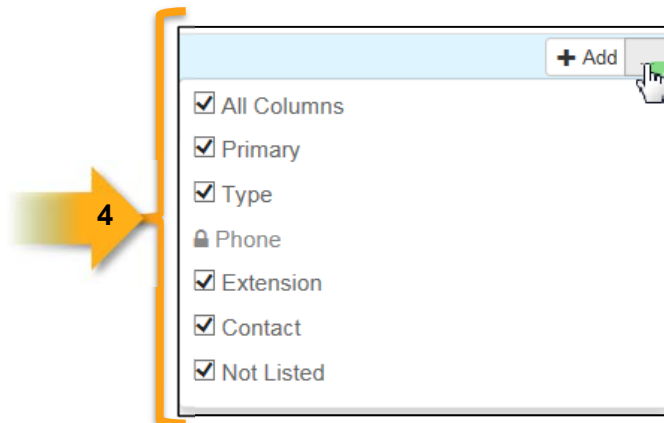 Add
All Columns
Primary
Type
4
Phone
Extension
Contact
Not Listed